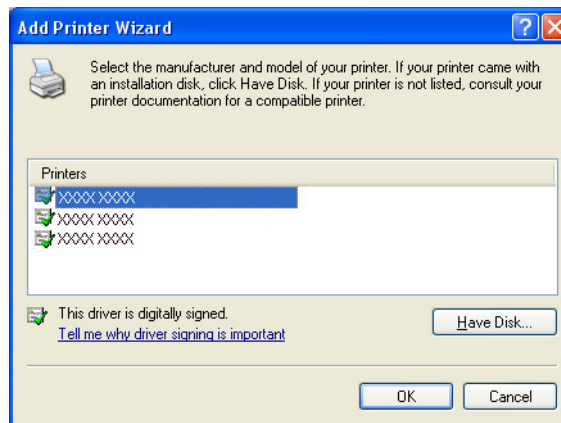 Add Printer Wizard
Select the manufacturer and model of your printer. If your printer came with
an installation disk, click Have Disk. If your printer is not listed, consult your
printer documentation for a compatible printer.
Printers
XXXX XXXX
XXXX XXXX
XXXX XXXX
This driver is digitally signed.
Tell me why driver signing is important
Have Disk...
OK
Cancel